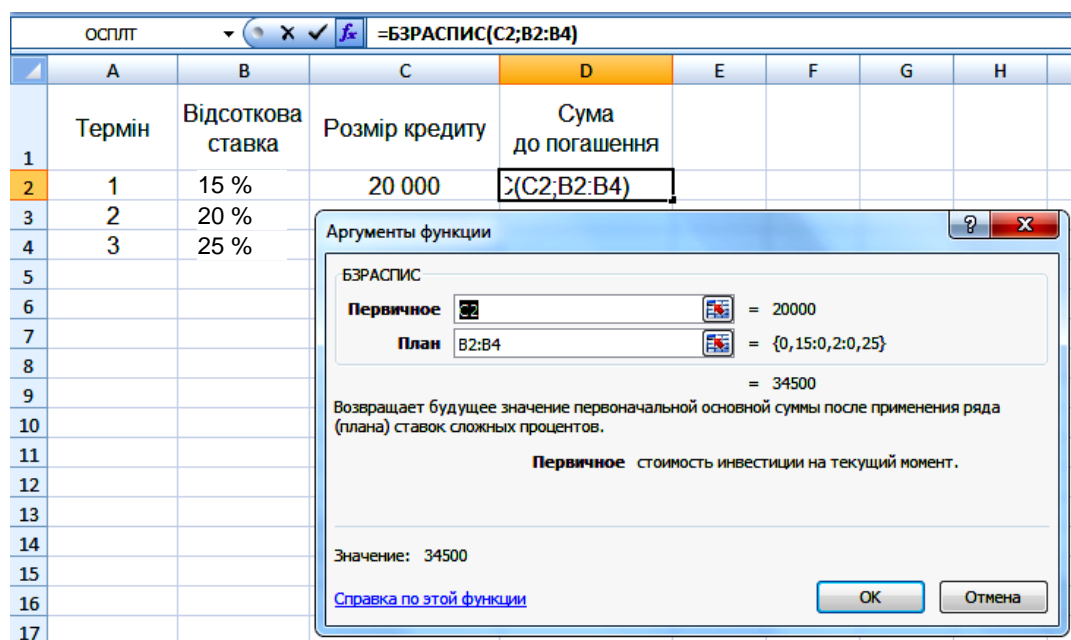 ОСПЛТ fx =БЗРАСПИС(C2;B2:B4)
A B C D E F G H
1 Термін Відсоткова ставка Розмір кредиту Сума до погашення
2 1 15 % 20 000 С(C2;B2:B4)
3 2 20 %
4 3 25 %
5
6
7
8
9
10
11
12
13
14
15
16
17
Аргументы функции ? X
БЗРАСПИС
Первичное C2 = 20000
План B2:B4 = {0,15:0,2:0,25}
= 34500
Возвращает будущее значение первоначальной основной суммы после применения ряда
(плана) ставок сложных процентов.
Первичное стоимость инвестиции на текущий момент.
Значение: 34500
Справка по этой функции OK Отмена